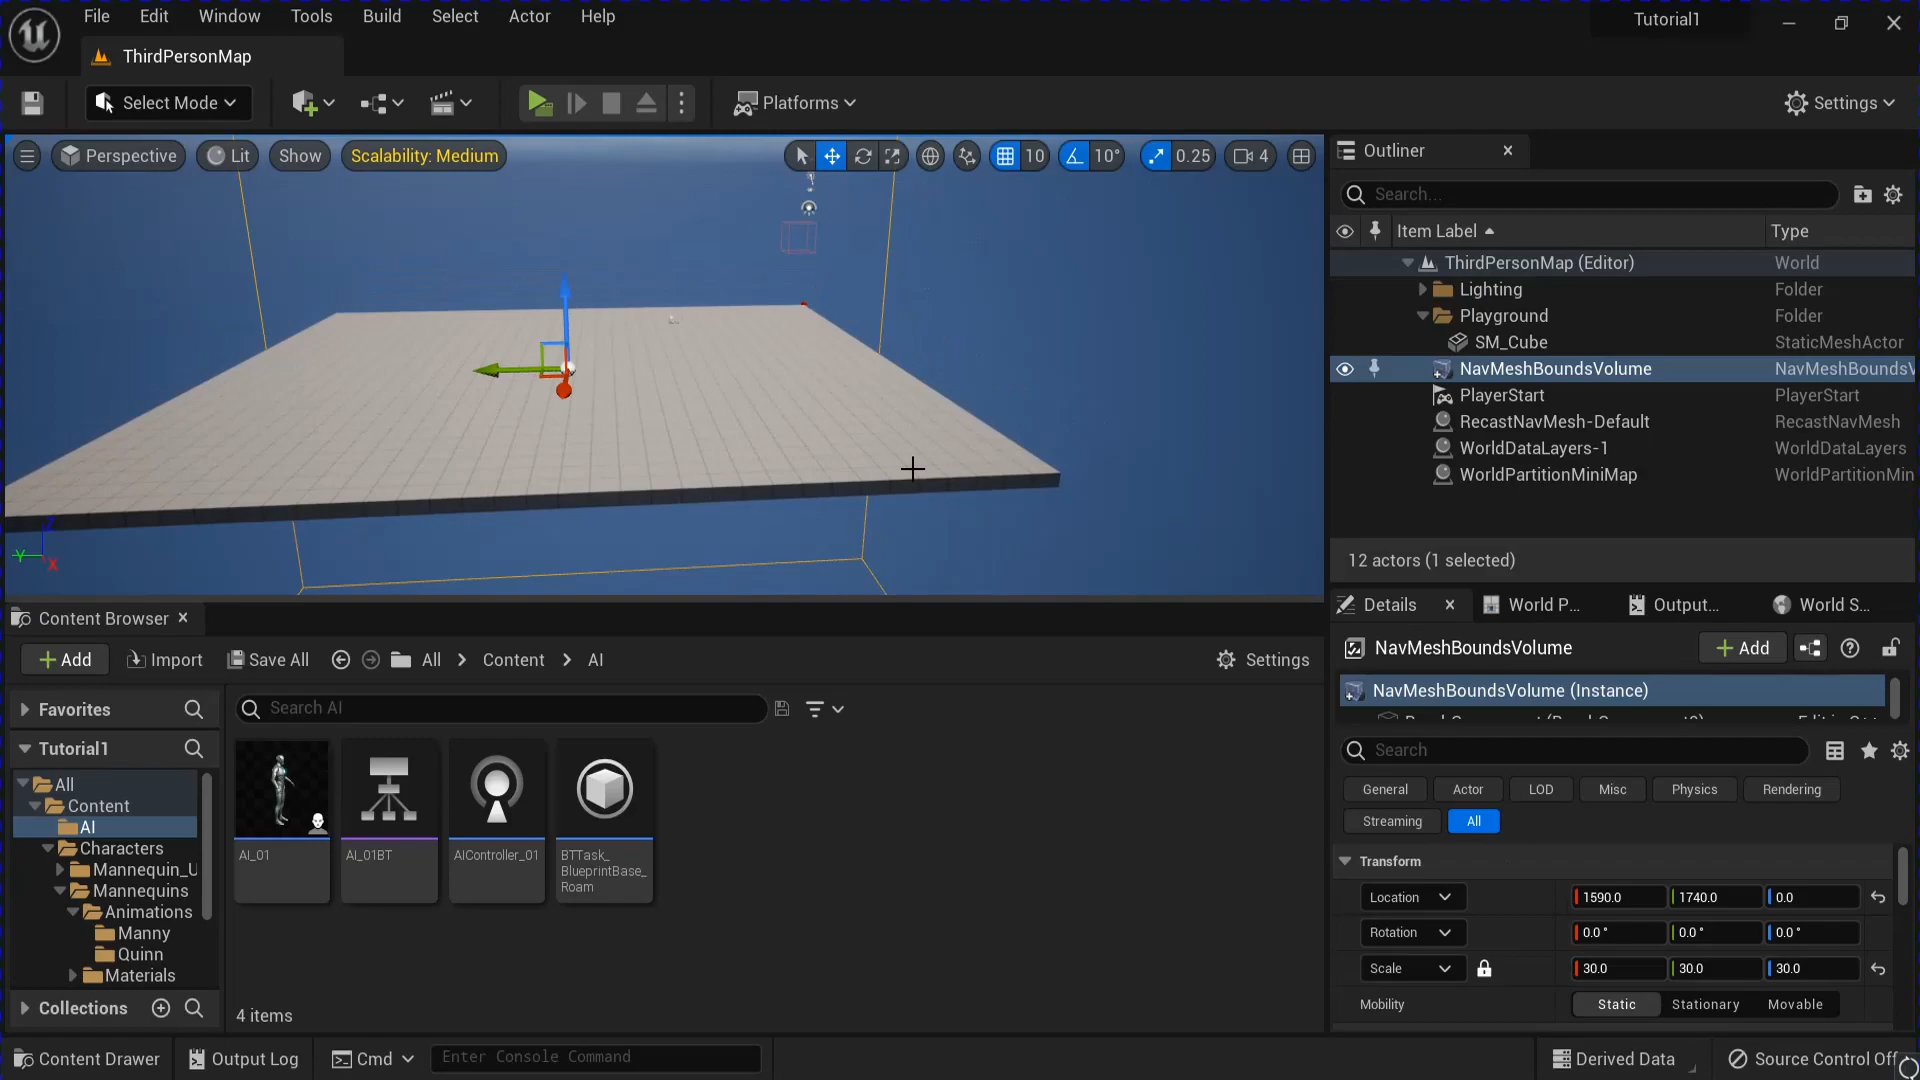 File Edit Window Tools Build Select Actor Help
Tutorial1
ThirdPersonMap
Select Mode
Platforms
Settings
Perspective Lit Show Scalability: Medium
10 10° 0.25 4
Y
X
Outliner
Search...
Item Label Type
ThirdPersonMap (Editor) World
Lighting Folder
Playground Folder
SM_Cube StaticMeshActor
NavMeshBoundsVolume NavMeshBoundsV
PlayerStart PlayerStart
RecastNavMesh-Default RecastNavMesh
WorldDataLayers-1 WorldDataLayers
WorldPartitionMiniMap WorldPartitionMin
12 actors (1 selected)
Details World P... Output... World S...
NavMeshBoundsVolume Add
NavMeshBoundsVolume (Instance)
Search
General Actor LOD Misc Physics Rendering
Streaming All
Transform
Location 1590.0 1740.0 0.0
Rotation 0.0° 0.0° 0.0°
Scale 30.0 30.0 30.0
Mobility Static Stationary Movable
Content Browser
Add Import Save All All Content AI Settings
Favorites
Search AI
Tutorial1
All
Content
AI
Characters
Mannequin_U
Mannequins
Animations
Manny
Quinn
Materials
Collections
AI_01
AI_01BT
AIController_01
BTTask_
BlueprintBase_
Roam
4 items
Content Drawer Output Log Cmd Enter Console Command Derived Data Source Control Off